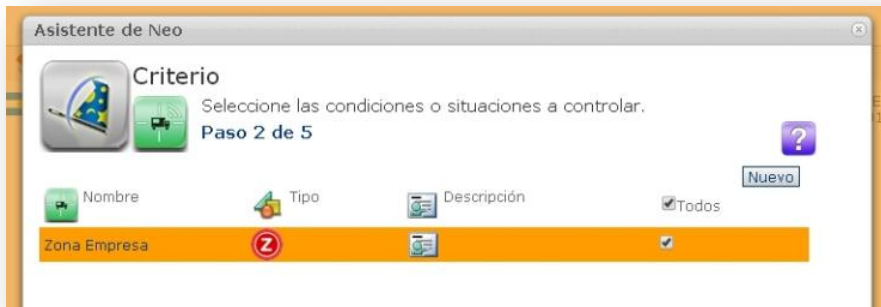 Asistente de Neo
Criterio
Seleccione las condiciones o situaciones a controlar.
Paso 2 de 5
?
Nuevo
Nombre Tipo Descripción Todos
Zona Empresa Z